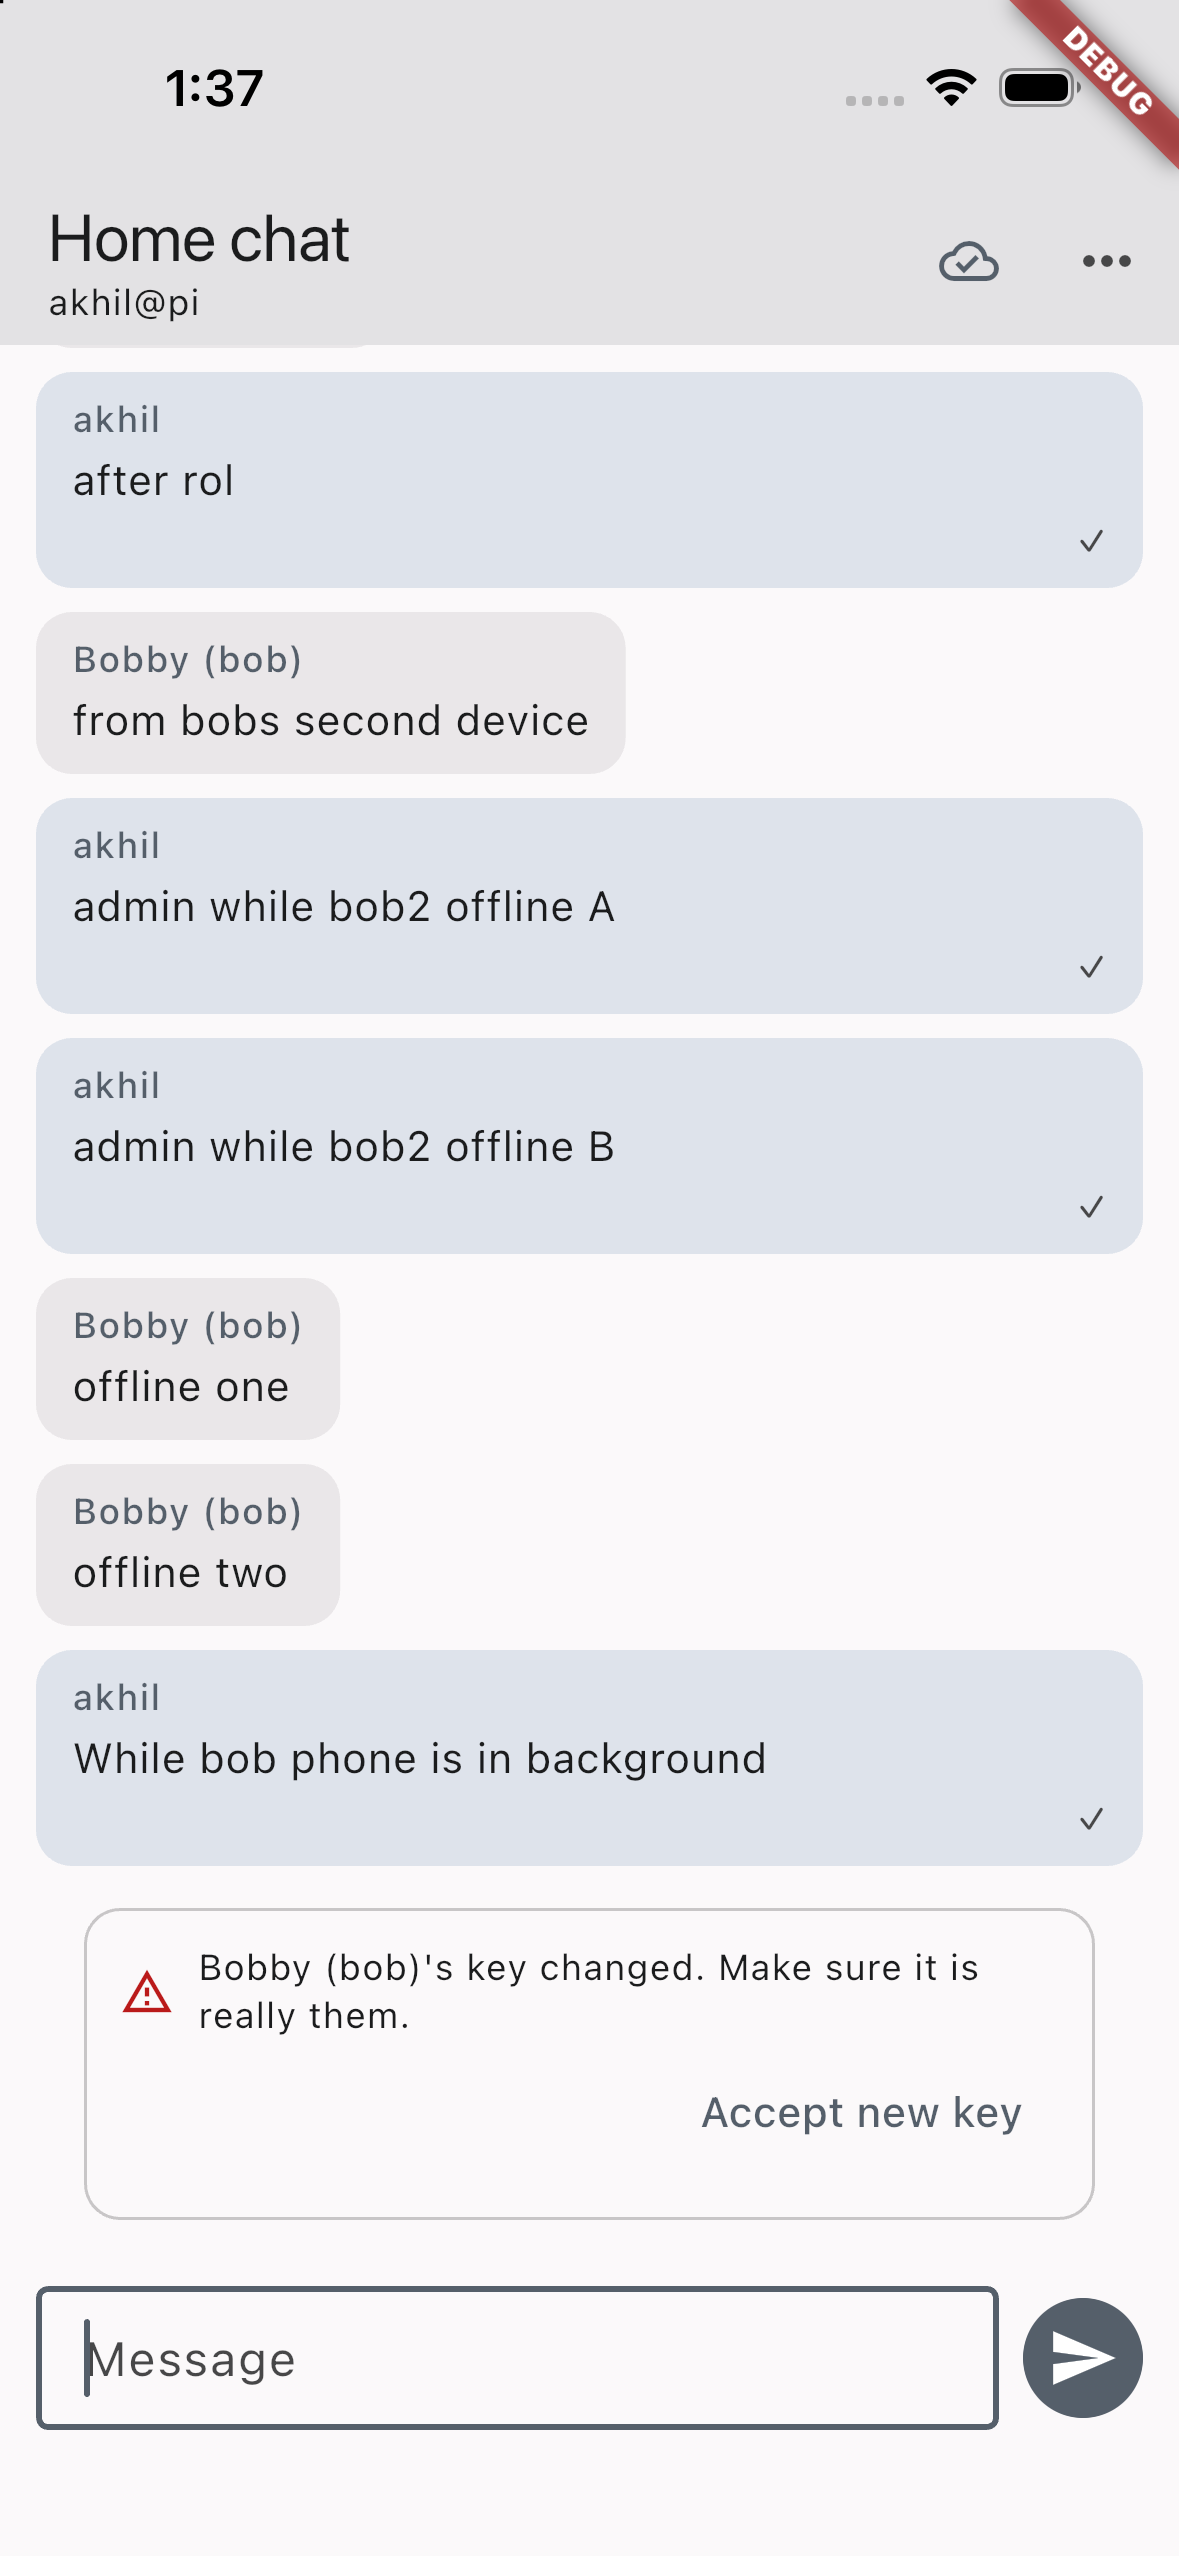 1:37
DEBUG
Home chat
akhil@pi
akhil
after rol
Bobby (bob)
from bobs second device
akhil
admin while bob2 offline A
akhil
admin while bob2 offline B
Bobby (bob)
offline one
Bobby (bob)
offline two
akhil
While bob phone is in background
Bobby (bob)'s key changed. Make sure it is
really them.
Accept new key
Message